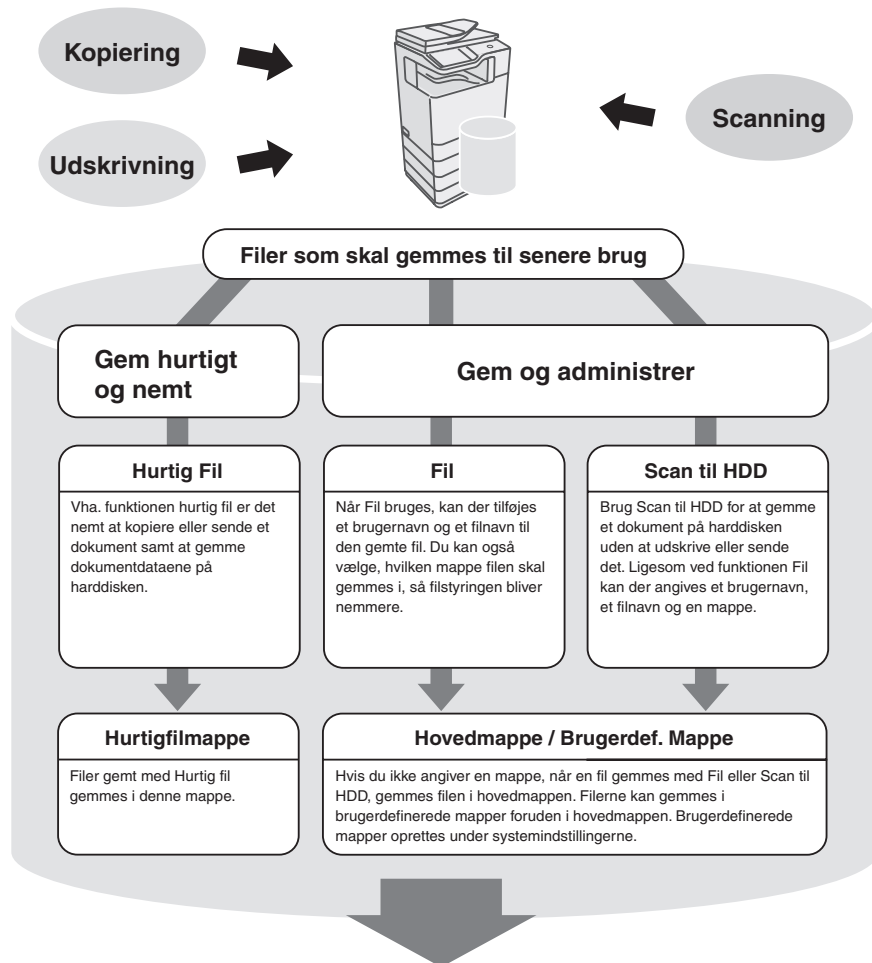 Kopiering
Udskrivning
Scanning
Filer som skal gemmes til senere brug
Gem hurtigt
og nemt
Gem og administrer
Hurtig Fil
Vha. funktionen hurtig fil er det
nemt at kopiere eller sende et
dokument samt at gemme
dokumentdataene på
harddisken.
Fil
Når Fil bruges, kan der tilføjes
et brugernavn og et filnavn til
den gemte fil. Du kan også
vælge, hvilken mappe filen skal
gemmes i, så filstyringen bliver
nemmere.
Scan til HDD
Brug Scan til HDD for at gemme
et dokument på harddisken
uden at udskrive eller sende
det. Ligesom ved funktionen Fil
kan der angives et brugernavn,
et filnavn og en mappe.
Hurtigfilmappe
Filer gemt med Hurtig fil
gemmes i denne mappe.
Hovedmappe / Brugerdef. Mappe
Hvis du ikke angiver en mappe, når en fil gemmes med Fil eller Scan til
HDD, gemmes filen i hovedmappen. Filerne kan gemmes i
brugerdefinerede mapper foruden i hovedmappen. Brugerdefinerede
mapper oprettes under systemindstillingerne.